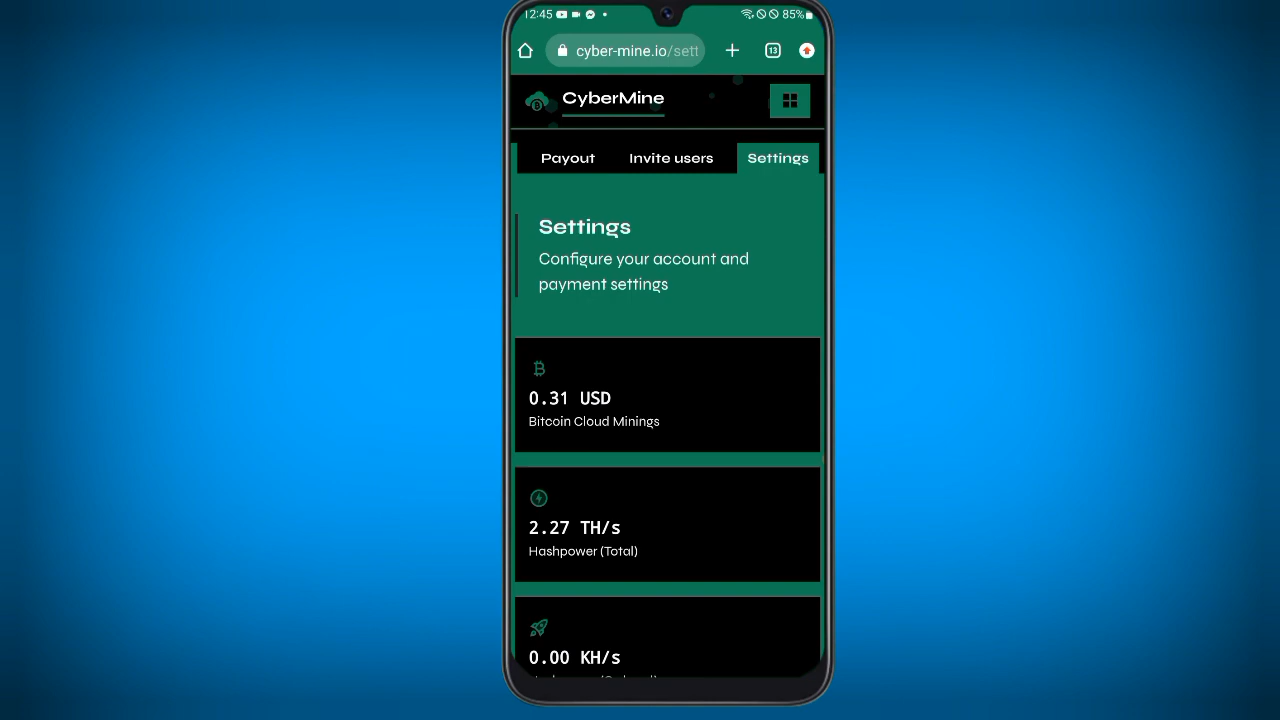 12:45
85%
cyber-mine.io/sett
13
CyberMine
Payout
Invite users
Settings
Settings
Configure your account and
payment settings
0.31 USD
Bitcoin Cloud Minings
2.27 TH/s
Hashpower (Total)
0.00 KH/s